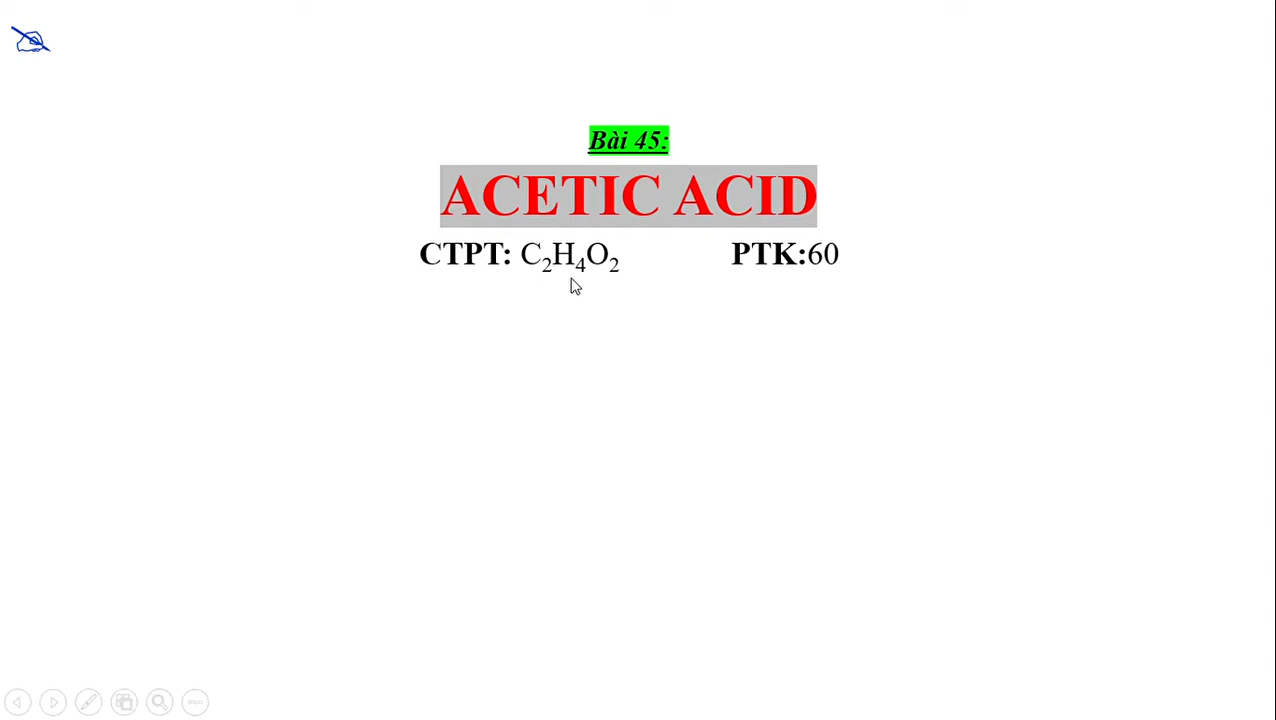 Bài 45:
ACETIC ACID
CTPT: C₂H₄O₂ PTK:60